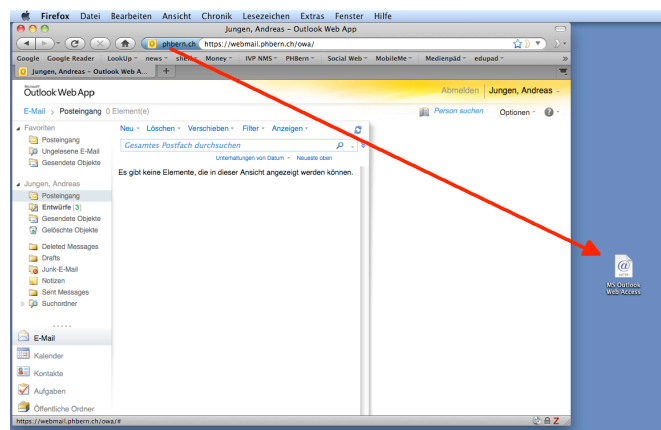 Firefox Datei Bearbeiten Ansicht Chronik Lesezeichen Extras Fenster Hilfe
Jungen, Andreas – Outlook Web App
phbern.ch https://webmail.phbern.ch/owa/
Google Google Reader LookUp news Money IVP NMS PHBern Social Web MobileMe Medienpäd edupad »
Jungen, Andreas – Outlook Web A... +
Microsoft
Outlook Web App Abmelden Jungen, Andreas
E-Mail > Posteingang 0 Element(e) Person suchen Optionen ?
Favoriten Neu Löschen Verschieben Filter Anzeigen
Posteingang
Gesamtes Postfach durchsuchen
Ungelesene E-Mail
Gesendete Objekte Unterhaltungen von Datum Neueste oben
Es gibt keine Elemente, die in dieser Ansicht angezeigt werden können.
Jungen, Andreas
Posteingang
Entwürfe [3]
Gesendete Objekte
Gelöschte Objekte
Deleted Messages
Drafts
Junk-E-Mail
Notizen
Sent Messages
Suchordner
E-Mail
Kalender
Kontakte
Aufgaben
Öffentliche Ordner
https://webmail.phbern.ch/owa/# Z
@
MS Outlook
Web Access